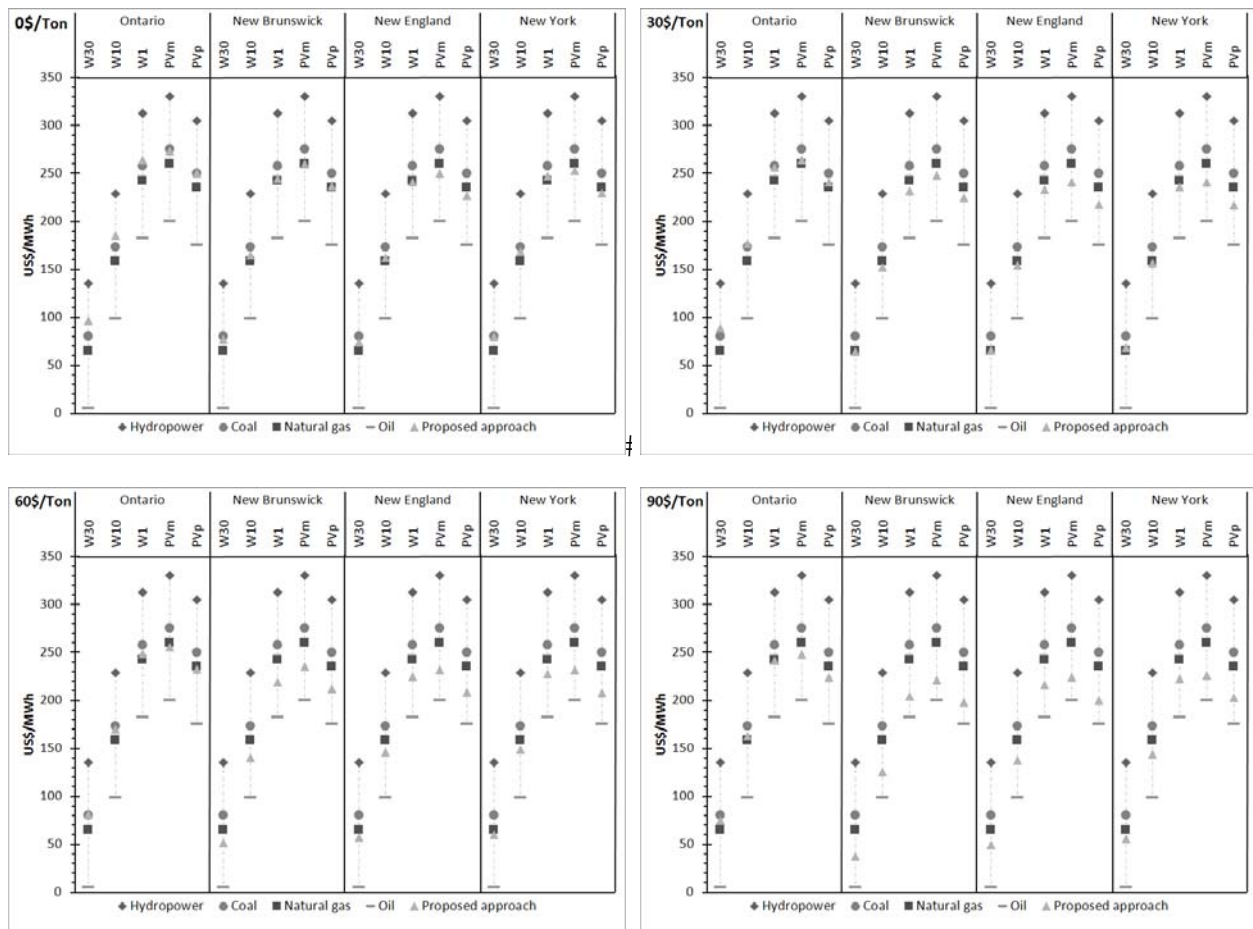 0$/Ton Ontario New Brunswick New England New York
W30 W10 W1 PVm PVp W30 W10 W1 PVm PVp W30 W10 W1 PVm PVp W30 W10 W1 PVm PVp
350
300
250
200
150
100
50
0
US$/MWh
Hydropower Coal Natural gas Oil Proposed approach
30$/Ton Ontario New Brunswick New England New York
W30 W10 W1 PVm PVp W30 W10 W1 PVm PVp W30 W10 W1 PVm PVp W30 W10 W1 PVm PVp
350
300
250
200
150
100
50
0
US$/MWh
Hydropower Coal Natural gas Oil Proposed approach
60$/Ton Ontario New Brunswick New England New York
W30 W10 W1 PVm PVp W30 W10 W1 PVm PVp W30 W10 W1 PVm PVp W30 W10 W1 PVm PVp
350
300
250
200
150
100
50
0
US$/MWh
Hydropower Coal Natural gas Oil Proposed approach
90$/Ton Ontario New Brunswick New England New York
W30 W10 W1 PVm PVp W30 W10 W1 PVm PVp W30 W10 W1 PVm PVp W30 W10 W1 PVm PVp
350
300
250
200
150
100
50
0
US$/MWh
Hydropower Coal Natural gas Oil Proposed approach